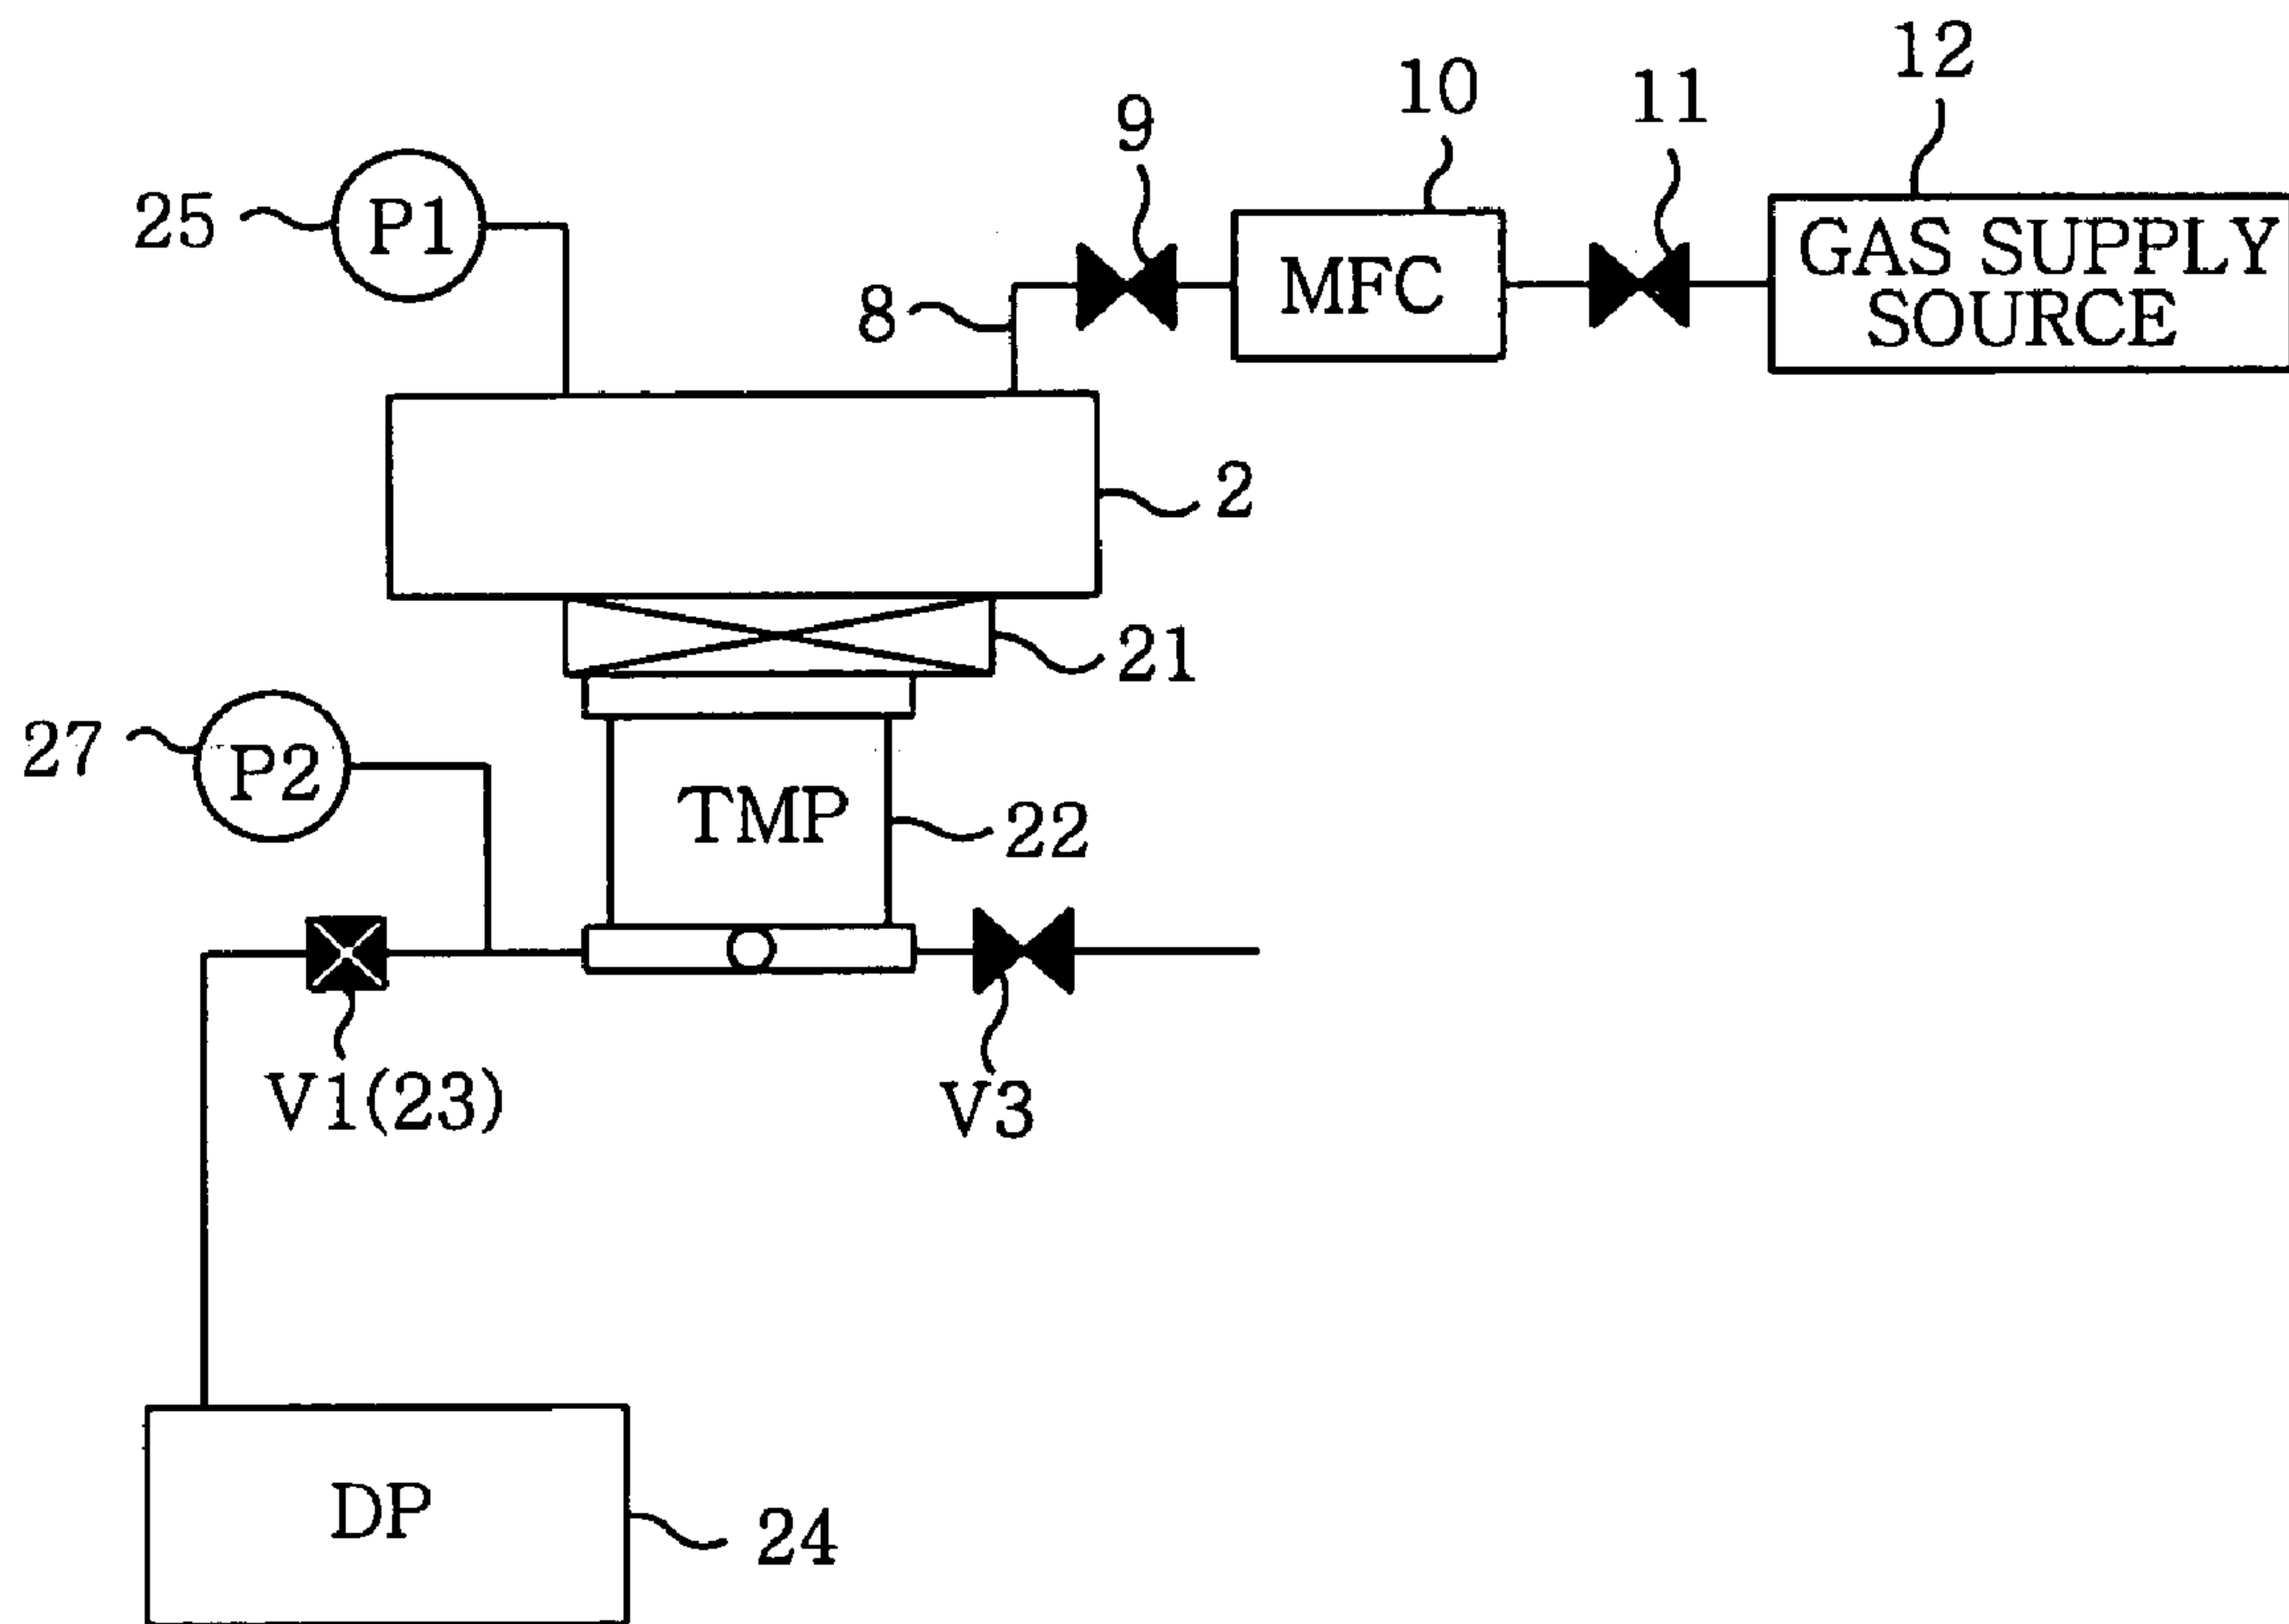 12
10
11
9
25
P1
GAS SUPPLY
SOURCE
MFC
8
2
21
27
P2
TMP
22
V1(23)
V3
DP
24